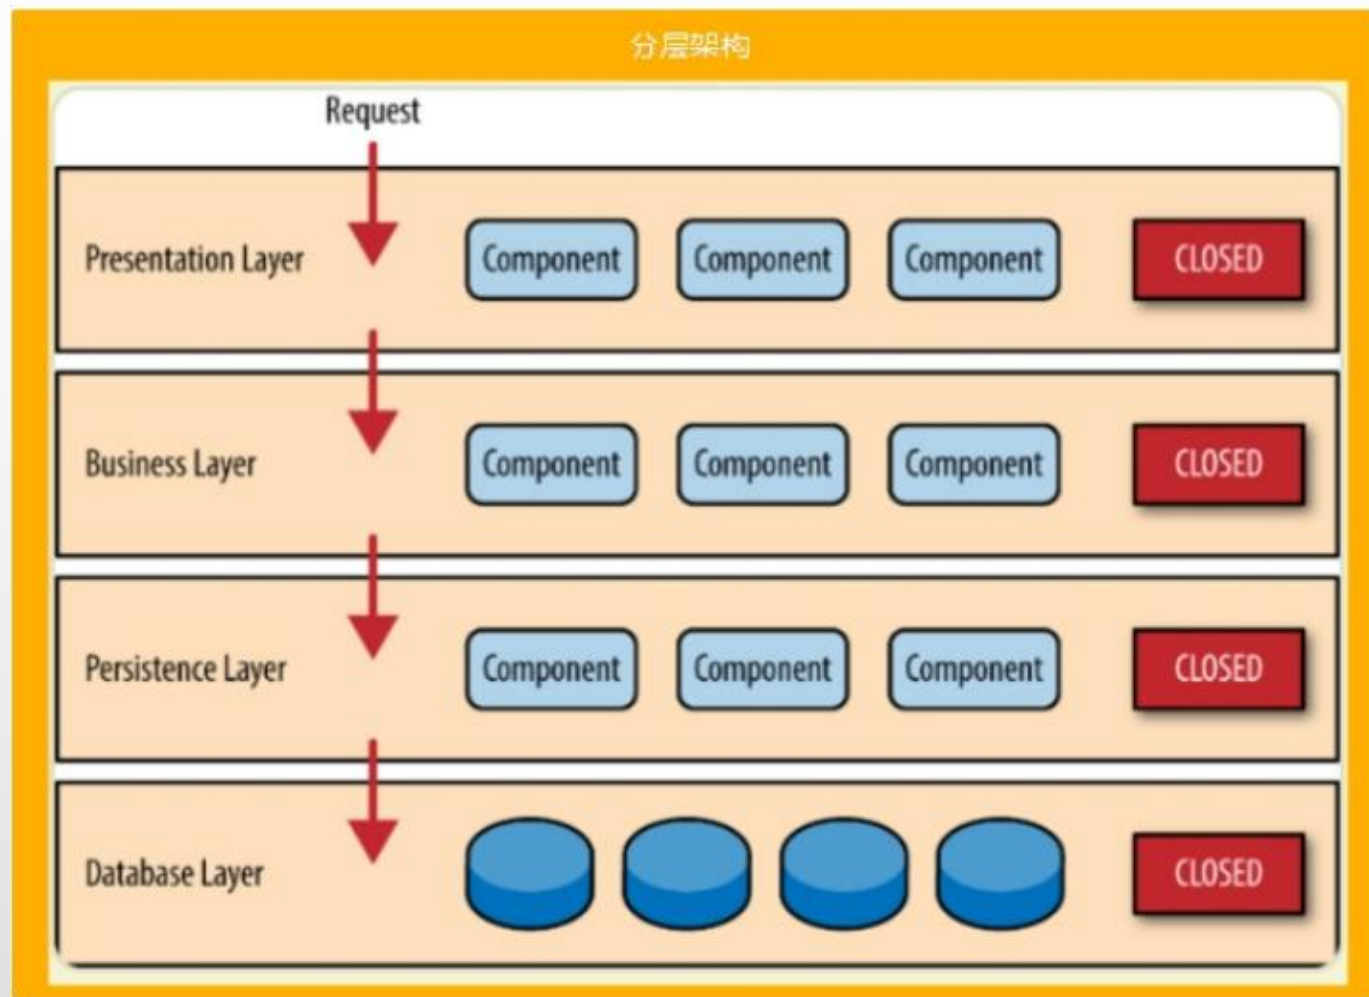 分层架构
Request
Presentation Layer Component Component Component CLOSED
Business Layer Component Component Component CLOSED
Persistence Layer Component Component Component CLOSED
Database Layer CLOSED